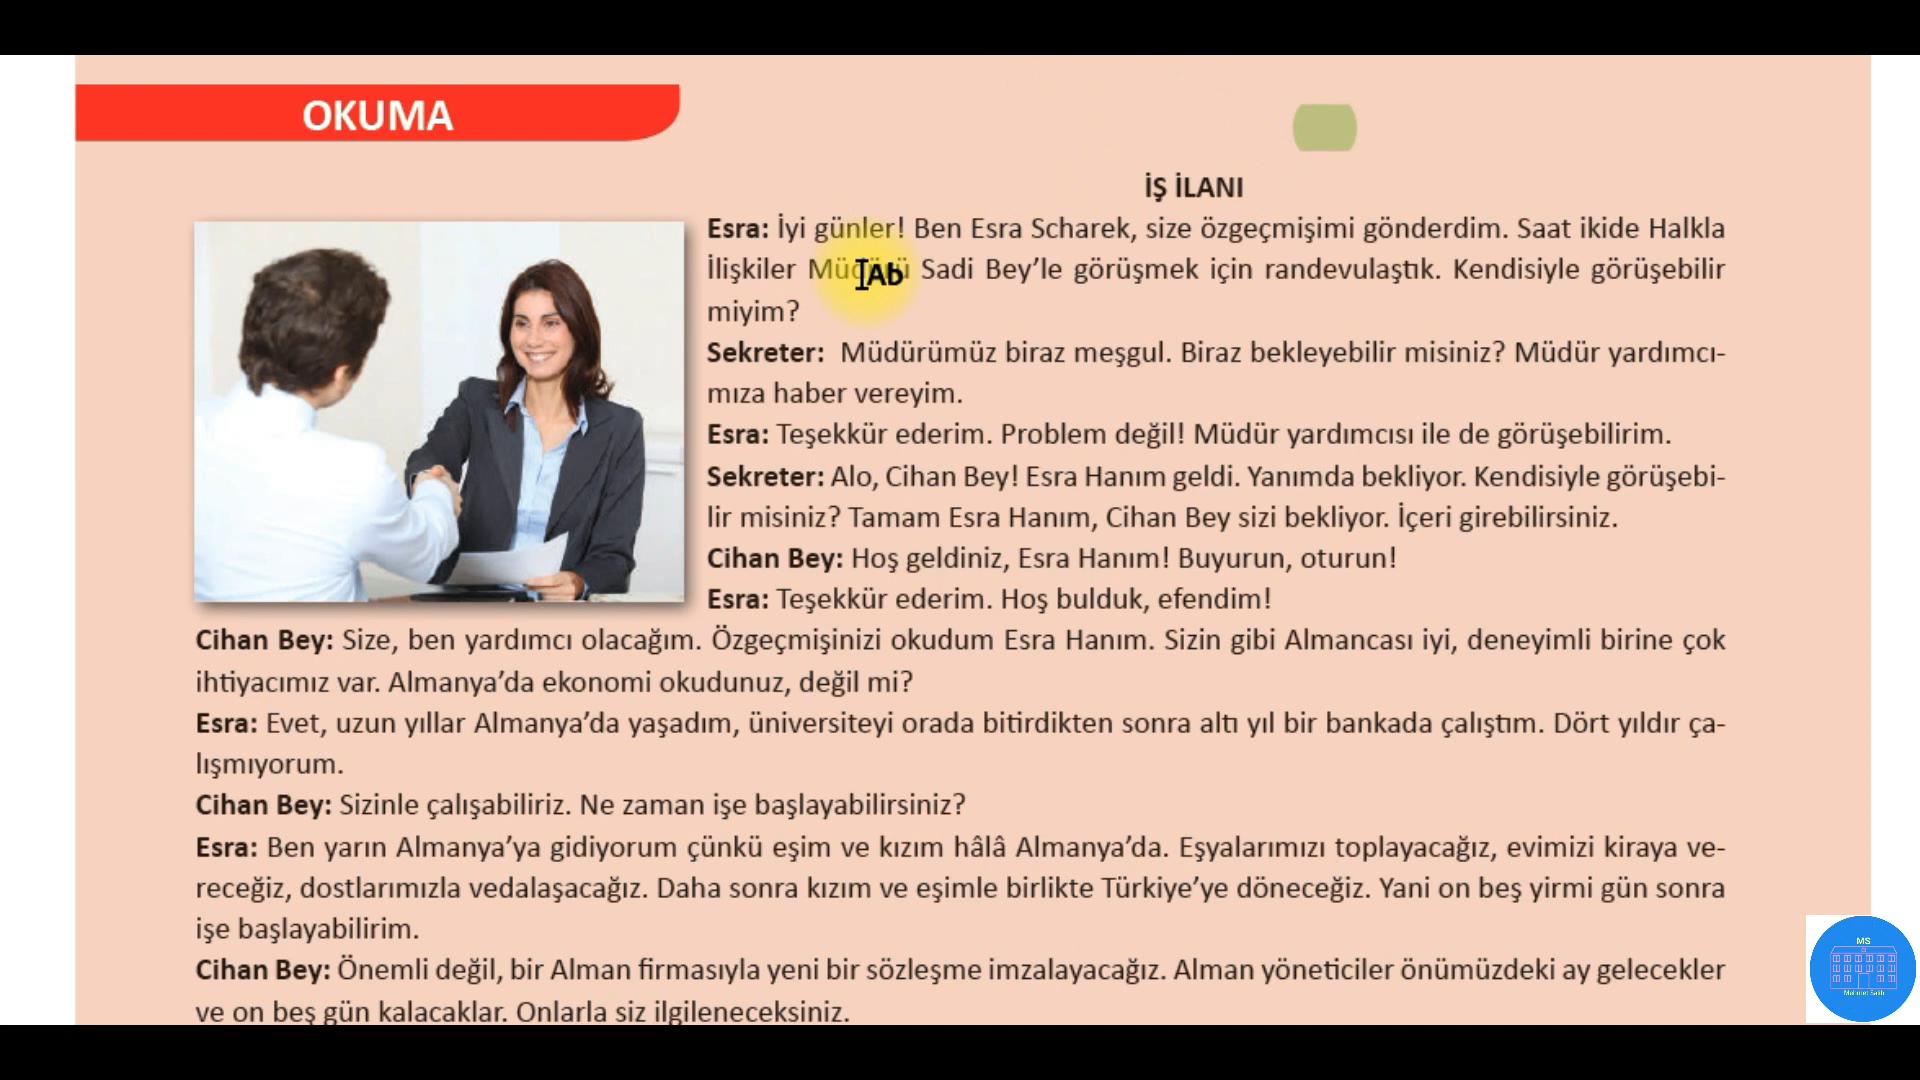 OKUMA
İŞ İLANI
Esra: İyi günler! Ben Esra Scharek, size özgeçmişimi gönderdim. Saat ikide Halkla
İlişkiler Müdürü Sadi Bey’le görüşmek için randevulaştık. Kendisiyle görüşebilir
Ab
miyim?
Sekreter: Müdürümüz biraz meşgul. Biraz bekleyebilir misiniz? Müdür yardımcı-
mıza haber vereyim.
Esra: Teşekkür ederim. Problem değil! Müdür yardımcısı ile de görüşebilirim.
Sekreter: Alo, Cihan Bey! Esra Hanım geldi. Yanımda bekliyor. Kendisiyle görüşebi-
lir misiniz? Tamam Esra Hanım, Cihan Bey sizi bekliyor. İçeri girebilirsiniz.
Cihan Bey: Hoş geldiniz, Esra Hanım! Buyurun, oturun!
Esra: Teşekkür ederim. Hoş bulduk, efendim!
Cihan Bey: Size, ben yardımcı olacağım. Özgeçmişinizi okudum Esra Hanım. Sizin gibi Almancası iyi, deneyimli birine çok
ihtiyacımız var. Almanya’da ekonomi okudunuz, değil mi?
Esra: Evet, uzun yıllar Almanya’da yaşadım, üniversiteyi orada bitirdikten sonra altı yıl bir bankada çalıştım. Dört yıldır ça-
lışmıyorum.
Cihan Bey: Sizinle çalışabiliriz. Ne zaman işe başlayabilirsiniz?
Esra: Ben yarın Almanya’ya gidiyorum çünkü eşim ve kızım hâlâ Almanya’da. Eşyalarımızı toplayacağız, evimizi kiraya ve-
receğiz, dostlarımızla vedalaşacağız. Daha sonra kızım ve eşimle birlikte Türkiye’ye döneceğiz. Yani on beş yirmi gün sonra
işe başlayabilirim.
Cihan Bey: Önemli değil, bir Alman firmasıyla yeni bir sözleşme imzalayacağız. Alman yöneticiler önümüzdeki ay gelecekler
ve on beş gün kalacaklar. Onlarla siz ilgileneceksiniz.
MS
Mehmet Salih